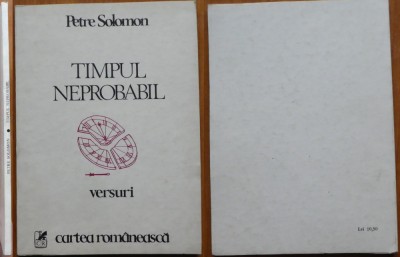 Petre Solomon
TIMPUL
NEPROBABIL
versuri
cartea românească